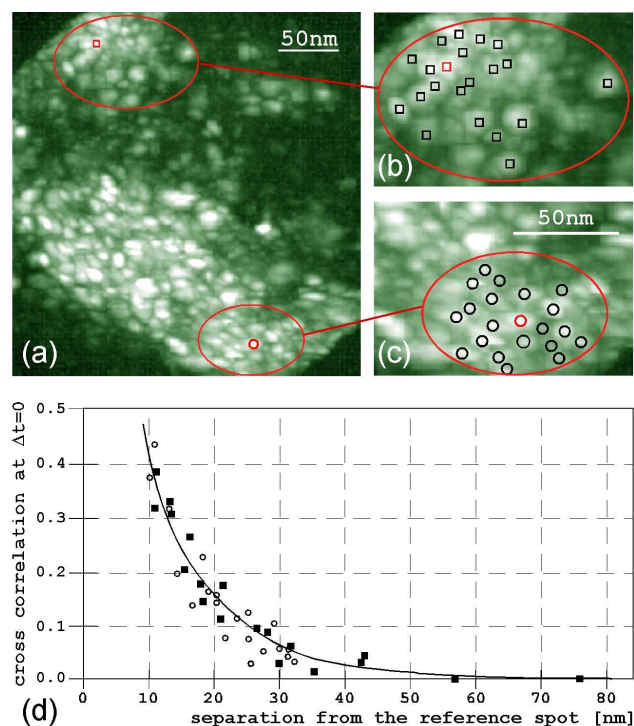 50nm
(a)
(b)
50nm
(c)
0.5
0.4
0.3
0.2
0.1
0.0
cross correlation at Δt=0
0 10 20 30 40 50 60 70 80
separation from the reference spot [nm]
(d)